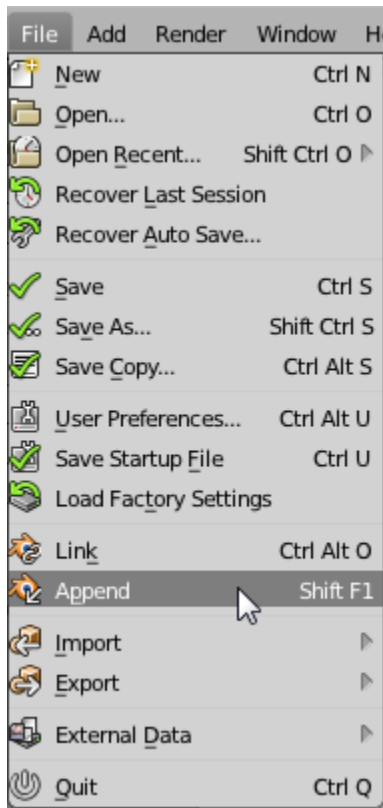 File Add Render Window H
New Ctrl N
Open... Ctrl O
Open Recent... Shift Ctrl O
Recover Last Session
Recover Auto Save...
Save Ctrl S
Save As... Shift Ctrl S
Save Copy... Ctrl Alt S
User Preferences... Ctrl Alt U
Save Startup File Ctrl U
Load Factory Settings
Link Ctrl Alt O
Append Shift F1
Import
Export
External Data
Quit Ctrl Q